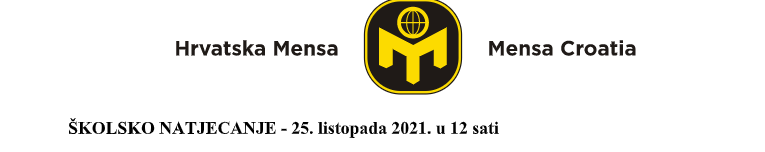 Hrvatska Mensa Mensa Croatia
ŠKOLSKO NATJECANJE - 25. listopada 2021. u 12 sati